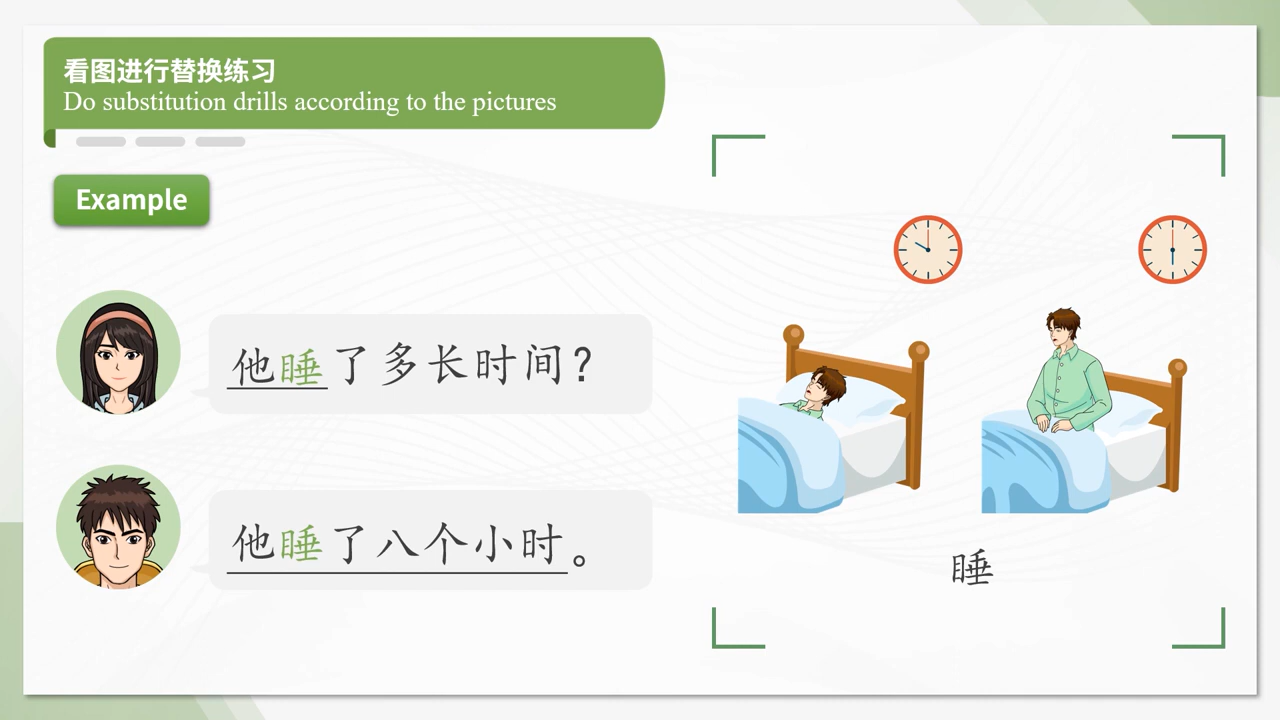 看图进行替换练习
Do substitution drills according to the pictures
Example
他睡了多长时间？
他睡了八个小时。
睡